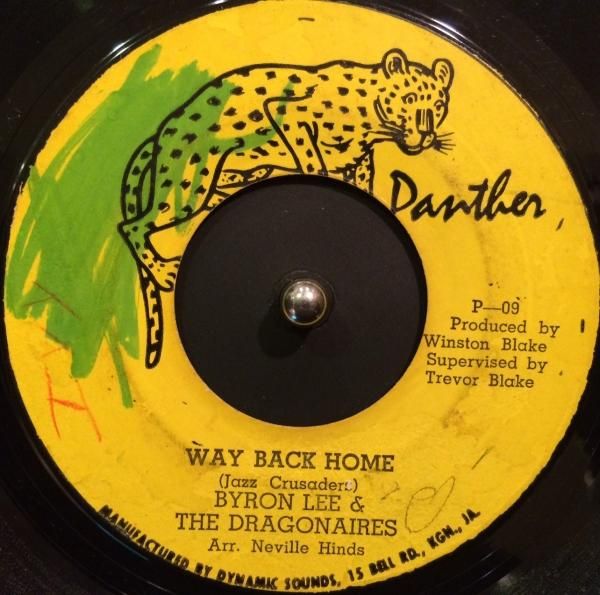 Panther
P—09
Produced by
Winston Blake
Supervised by
Trevor Blake
WAY BACK HOME
(Jazz Crusaders)
BYRON LEE &
THE DRAGONAIRES
Arr. Neville Hinds
MANUFACTURED BY DYNAMIC SOUNDS, 15 BELL RD., KGN., JA.